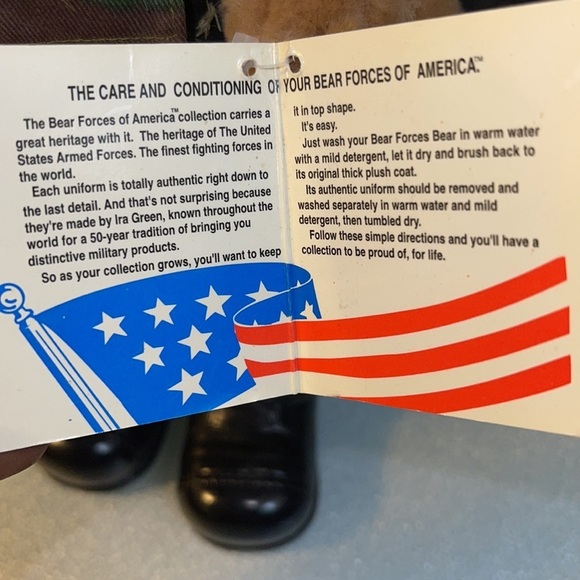 THE CARE AND CONDITIONING OF YOUR BEAR FORCES OF AMERICA™
The Bear Forces of America™ collection carries a
great heritage with it. The heritage of The United
States Armed Forces. The finest fighting forces in
the world.
Each uniform is totally authentic right down to
the last detail. And that's not surprising because
they're made by Ira Green, known throughout the
world for a 50-year tradition of bringing you
distinctive military products.
So as your collection grows, you'll want to keep
it in top shape.
It's easy.
Just wash your Bear Forces Bear in warm water
with a mild detergent, let it dry and brush back to
its original thick plush coat.
Its authentic uniform should be removed and
washed separately in warm water and mild
detergent, then tumbled dry.
Follow these simple directions and you'll have a
collection to be proud of, for life.